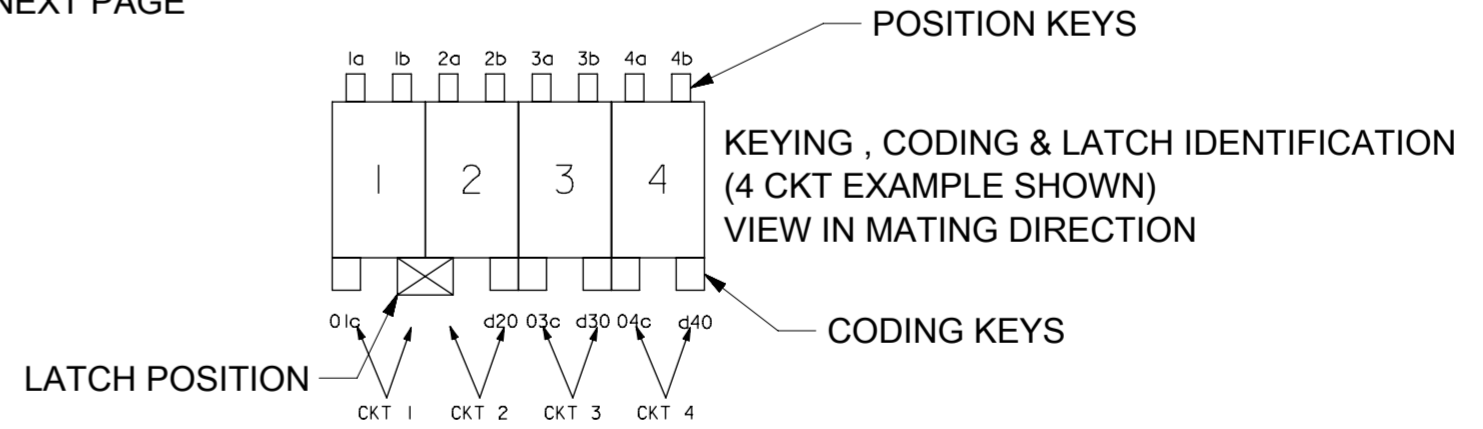 NEXT PAGE
POSITION KEYS
1a 1b 2a 2b 3a 3b 4a 4b
KEYING , CODING & LATCH IDENTIFICATION
(4 CKT EXAMPLE SHOWN)
VIEW IN MATING DIRECTION
1 2 3 4
01c d20 03c d30 04c d40
CODING KEYS
LATCH POSITION
CKT 1 CKT 2 CKT 3 CKT 4